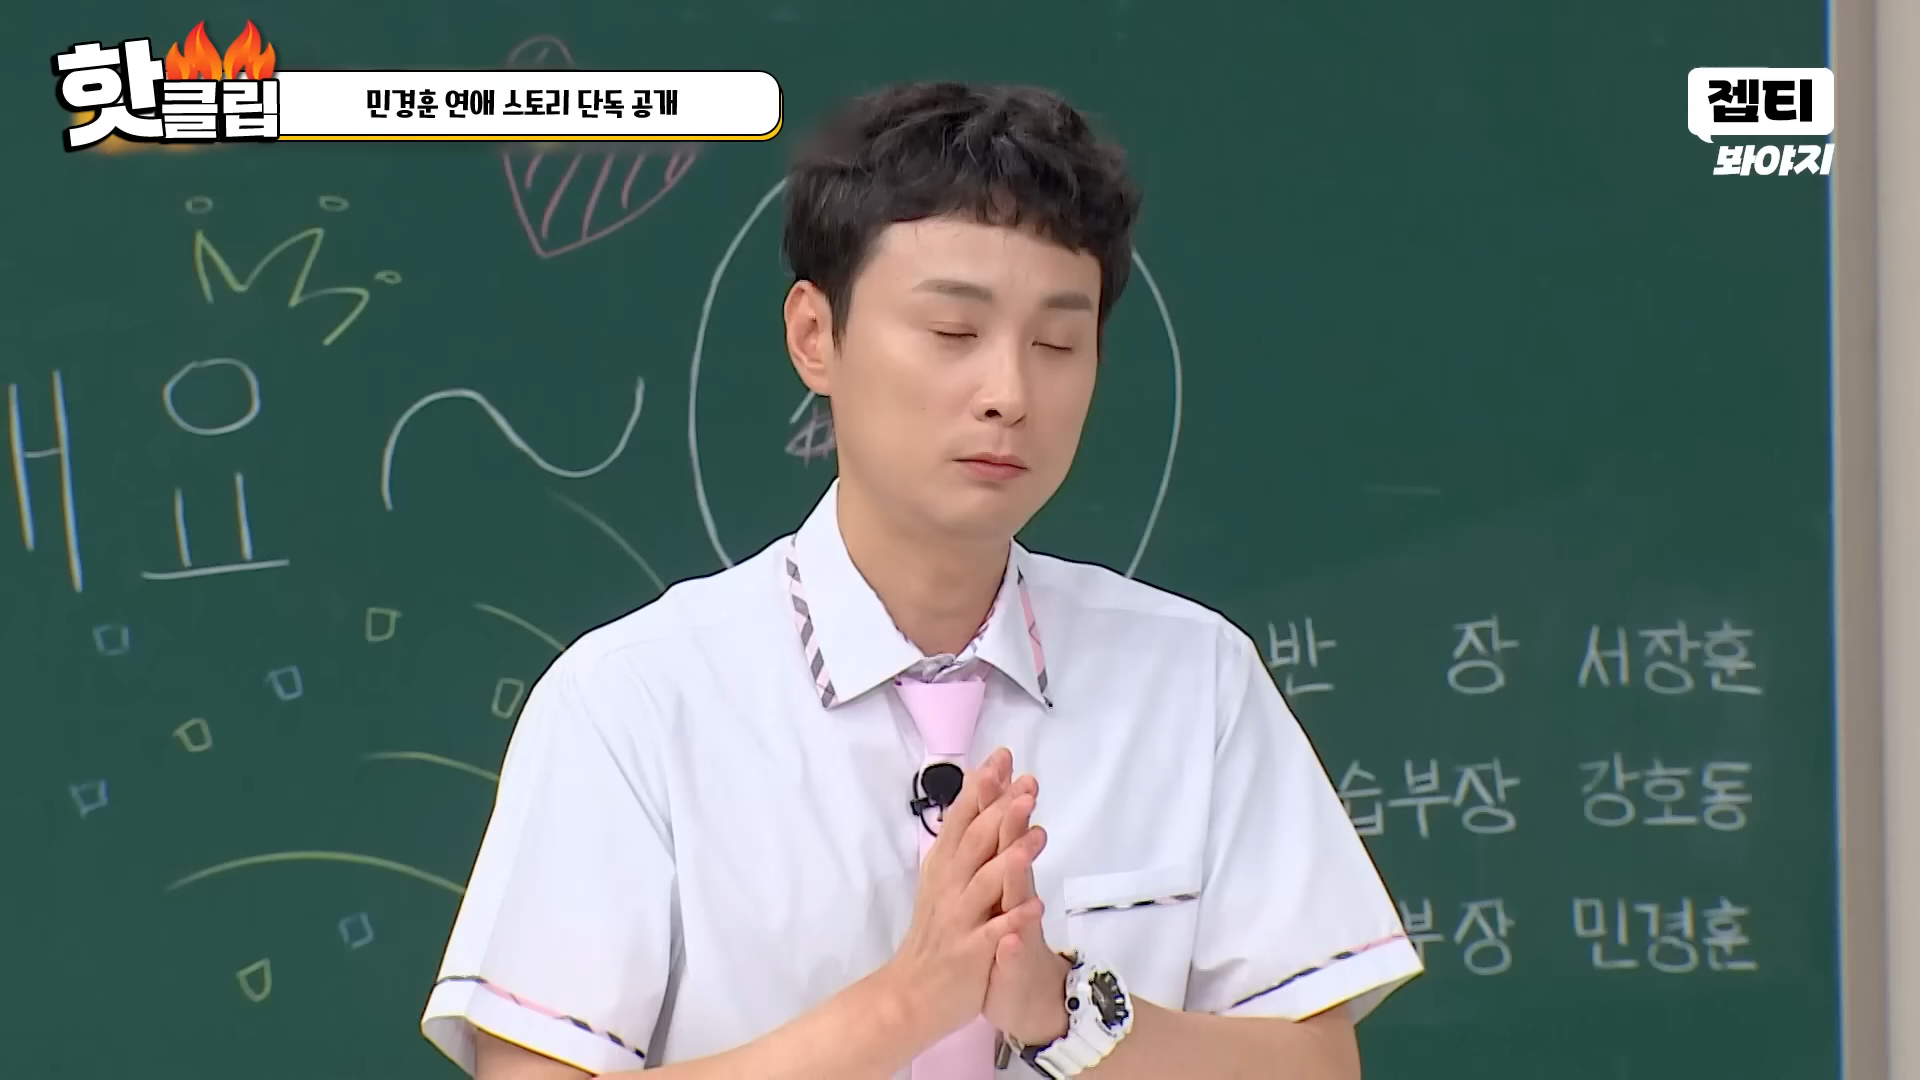 핫클립
민경훈 연애 스토리 단독 공개
젭티
봐야지
요~
반 장 서장훈
습부장 강호동
부장 민경훈